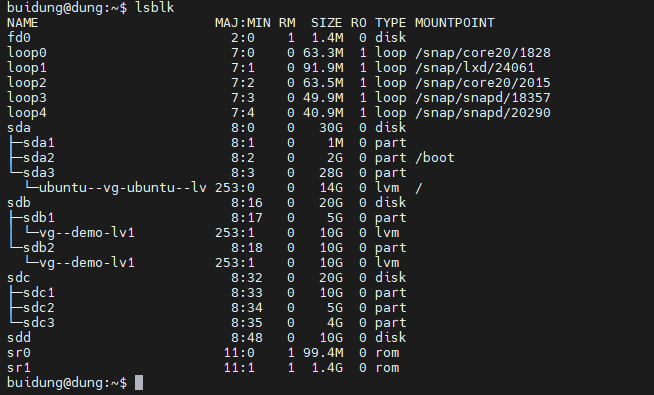 buidung@dung:~$ lsblk
NAME                      MAJ:MIN RM  SIZE RO TYPE MOUNTPOINT
fd0                         2:0    1  1.4M  0 disk
loop0                       7:0    0 63.3M  1 loop /snap/core20/1828
loop1                       7:1    0 91.9M  1 loop /snap/lxd/24061
loop2                       7:2    0 63.5M  1 loop /snap/core20/2015
loop3                       7:3    0 49.9M  1 loop /snap/snapd/18357
loop4                       7:4    0 40.9M  1 loop /snap/snapd/20290
sda                         8:0    0   30G  0 disk
├─sda1                      8:1    0    1M  0 part
├─sda2                      8:2    0    2G  0 part /boot
└─sda3                      8:3    0   28G  0 part
  └─ubuntu--vg-ubuntu--lv 253:0    0   14G  0 lvm  /
sdb                         8:16   0   20G  0 disk
├─sdb1                      8:17   0    5G  0 part
│ └─vg--demo-lv1          253:1    0   10G  0 lvm
└─sdb2                      8:18   0   10G  0 part
  └─vg--demo-lv1          253:1    0   10G  0 lvm
sdc                         8:32   0   20G  0 disk
├─sdc1                      8:33   0   10G  0 part
├─sdc2                      8:34   0    5G  0 part
└─sdc3                      8:35   0    4G  0 part
sdd                         8:48   0   10G  0 disk
sr0                        11:0    1 99.4M  0 rom
sr1                        11:1    1  1.4G  0 rom
buidung@dung:~$